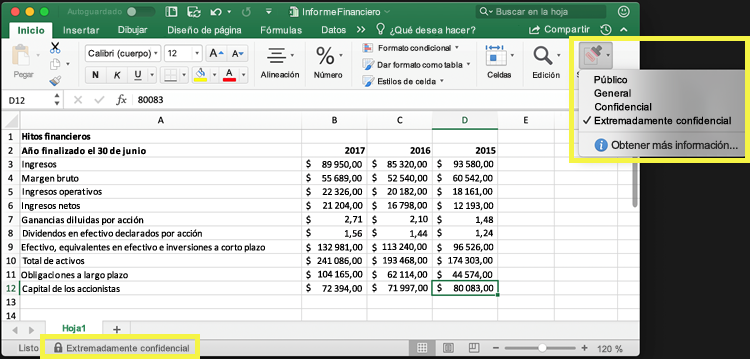 Autoguardado InformeFinanciero Buscar en la hoja
Inicio Insertar Dibujar Diseño de página Fórmulas Datos >> ¿Qué desea hacer? Compartir
Pegar Calibri (cuerpo) 12 A A
N K S A
Alineación % Número
Formato condicional
Dar formato como tabla
Estilos de celda
Celdas Edición
Público
General
Confidencial
✓ Extremadamente confidencial
Obtener más información...
D12 fx 80083
A B C D E
1 Hitos financieros
2 Año finalizado el 30 de junio 2017 2016 2015
3 Ingresos $ 89 950,00 $ 85 320,00 $ 93 580,00
4 Margen bruto $ 55 689,00 $ 52 540,00 $ 60 542,00
5 Ingresos operativos $ 22 326,00 $ 20 182,00 $ 18 161,00
6 Ingresos netos $ 21 204,00 $ 16 798,00 $ 12 193,00
7 Ganancias diluidas por acción $ 2,71 $ 2,10 $ 1,48
8 Dividendos en efectivo declarados por acción $ 1,56 $ 1,44 $ 1,24
9 Efectivo, equivalentes en efectivo e inversiones a corto plazo $ 132 981,00 $ 113 240,00 $ 96 526,00
10 Total de activos $ 241 086,00 $ 193 468,00 $ 174 303,00
11 Obligaciones a largo plazo $ 104 165,00 $ 62 114,00 $ 44 574,00
12 Capital de los accionistas $ 72 394,00 $ 71 997,00 $ 80 083,00
13
14
Hoja1 +
Listo Extremadamente confidencial 120 %